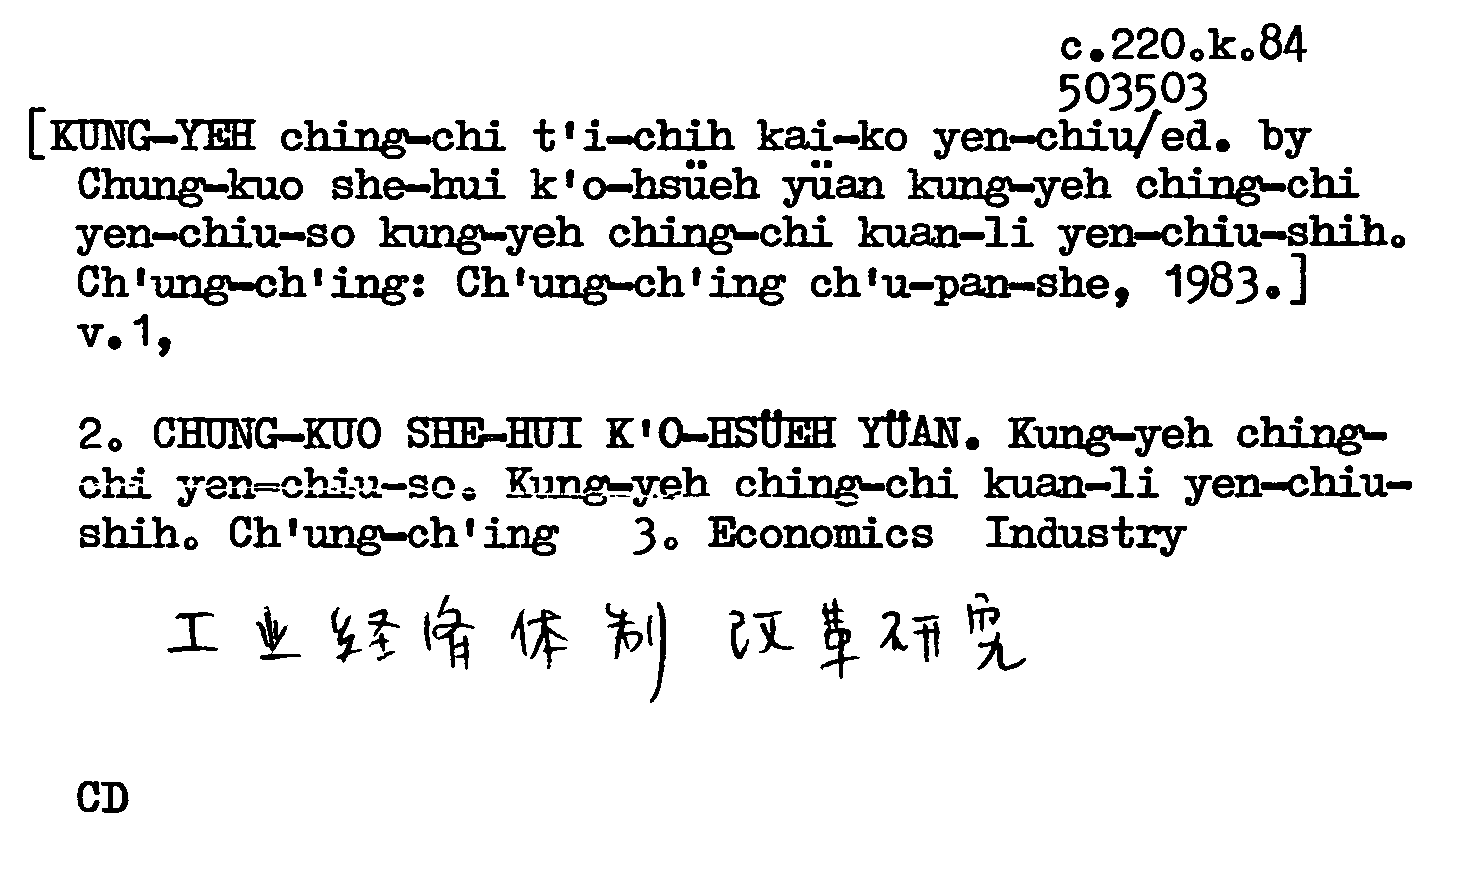 c.220.k.84
503503
[KUNG-YEH ching-chi t'i-chih kai-ko yen-chiu/ed. by
Chung-kuo she-hui k'o-hsüeh yüan kung-yeh ching-chi
yen-chiu-so kung-yeh ching-chi kuan-li yen-chiu-shih.
Ch'ung-ch'ing: Ch'ung-ch'ing ch'u-pan-she, 1983.]
v.1,
2. CHUNG-KUO SHE-HUI K'O-HSÜEH YÜAN. Kung-yeh ching-
chi yen-chiu-so. Kung-yeh ching-chi kuan-li yen-chiu-
shih. Ch'ung-ch'ing 3. Economics Industry
工业经济体制改革研究
CD